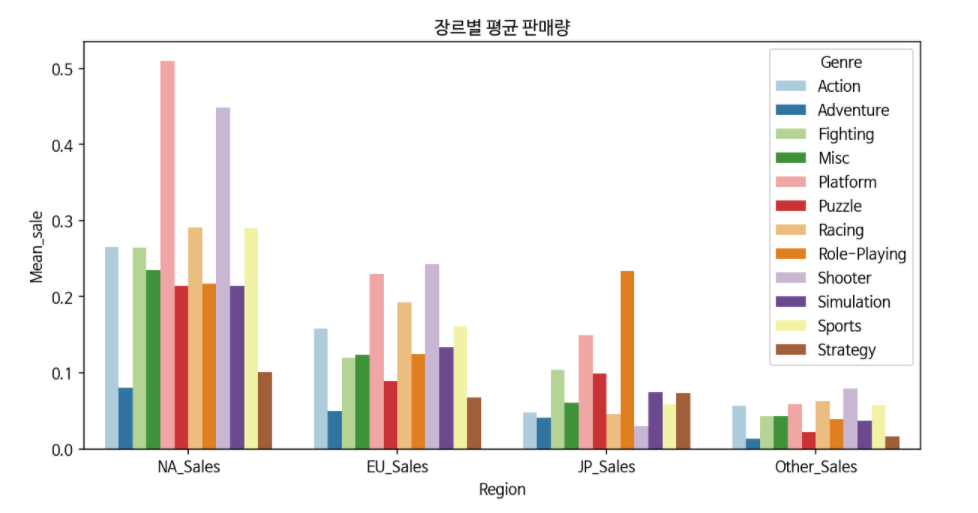 장르별 평균 판매량
Mean_sale
0.5
0.4
0.3
0.2
0.1
0.0
Genre
Action
Adventure
Fighting
Misc
Platform
Puzzle
Racing
Role-Playing
Shooter
Simulation
Sports
Strategy
NA_Sales
EU_Sales
JP_Sales
Other_Sales
Region